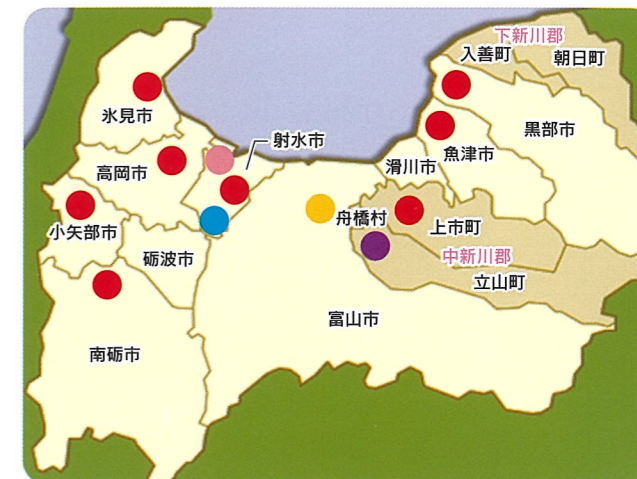 下新川郡
入善町
朝日町
氷見市
黒部市
射水市
魚津市
滑川市
高岡市
舟橋村
上市町
小矢部市
砺波市
中新川郡
立山町
富山市
南砺市